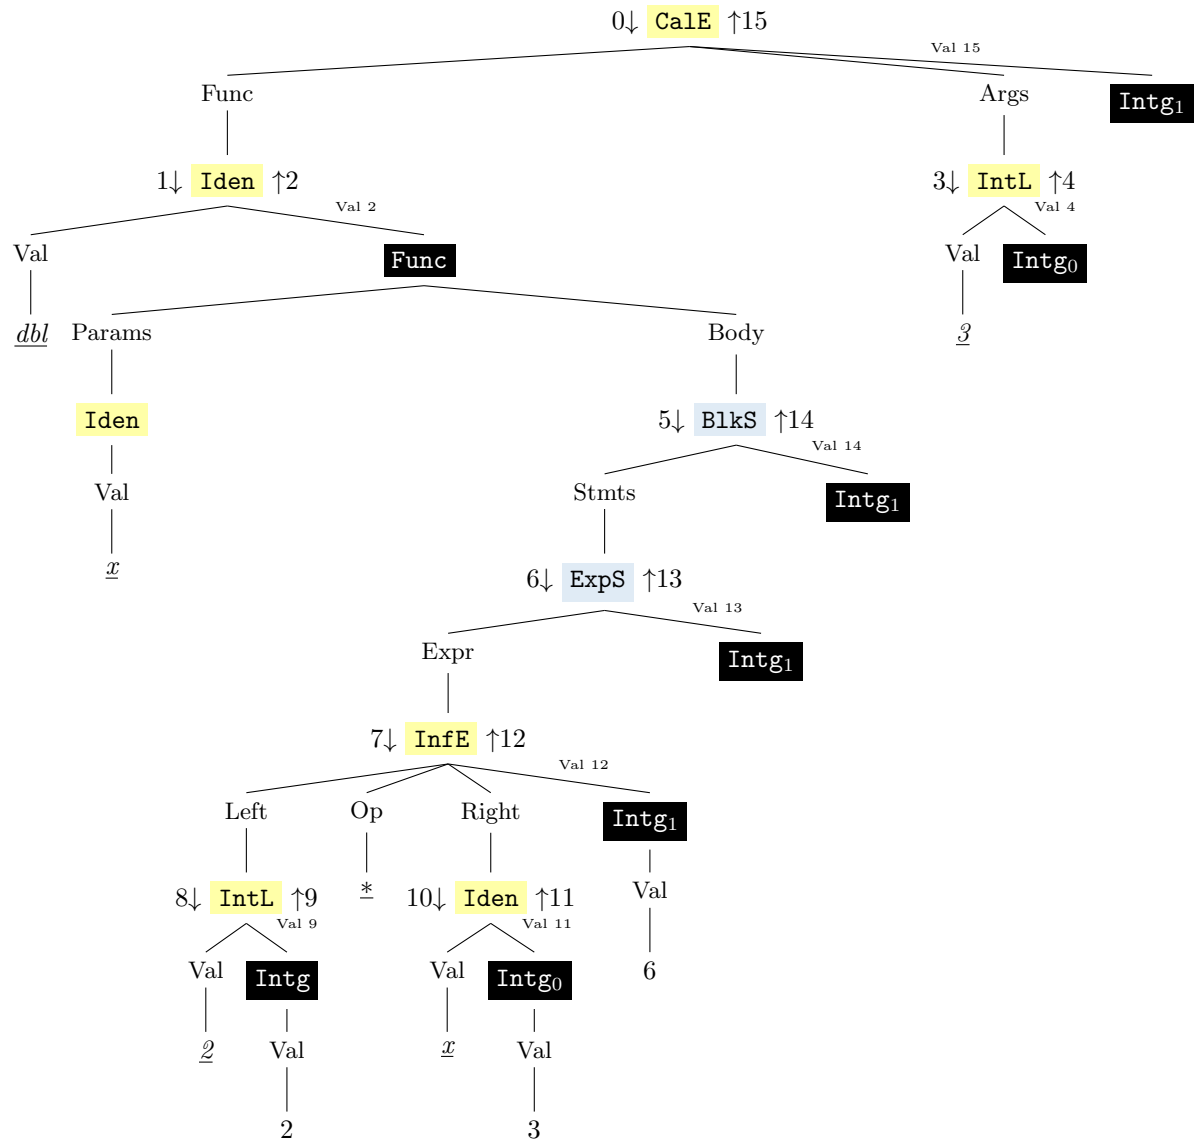 0↓ CalE ↑15
Val 15
Func Args Intg₁
1↓ Iden ↑2 3↓ IntL ↑4
Val 2 Val 4
Val Func Val Intg₀
dbl Params Body 3
Iden 5↓ BlkS ↑14
Val 14
Val Stmts Intg₁
x 6↓ ExpS ↑13
Val 13
Expr Intg₁
7↓ InfE ↑12
Val 12
Left Op Right Intg₁
8↓ IntL ↑9 * 10↓ Iden ↑11 Val
Val 9 Val 11
Val Intg Val Intg₀ 6
2 Val x Val
2 3